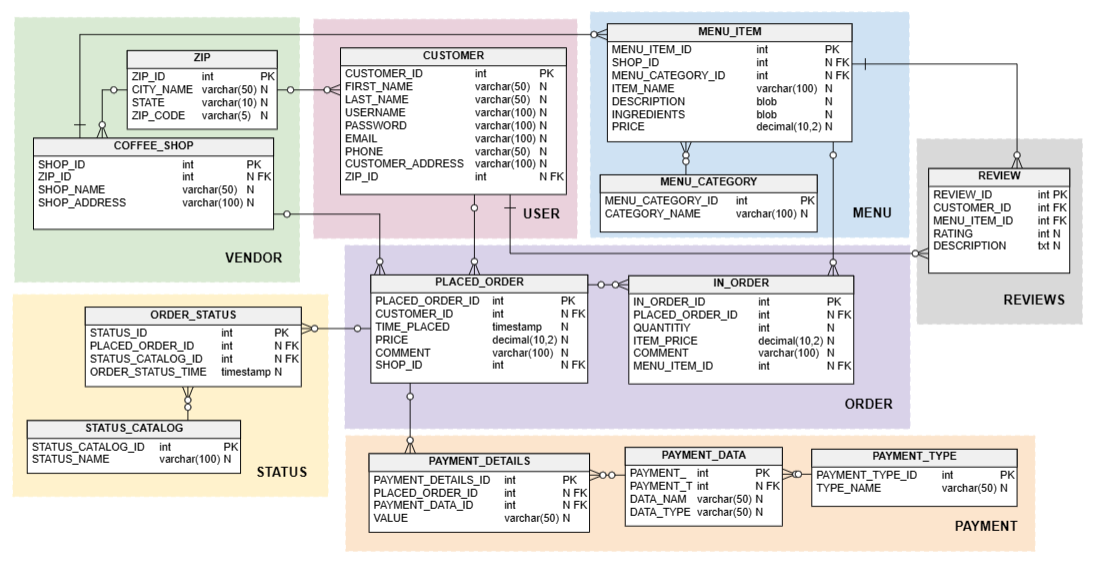 ZIP
ZIP_ID int PK
CITY_NAME varchar(50) N
STATE varchar(10) N
ZIP_CODE varchar(5) N
COFFEE_SHOP
SHOP_ID int PK
ZIP_ID int N FK
SHOP_NAME varchar(50) N
SHOP_ADDRESS varchar(100) N
VENDOR
CUSTOMER
CUSTOMER_ID int PK
FIRST_NAME varchar(50) N
LAST_NAME varchar(50) N
USERNAME varchar(100) N
PASSWORD varchar(100) N
EMAIL varchar(100) N
PHONE varchar(50) N
CUSTOMER_ADDRESS varchar(100) N
ZIP_ID int N FK
USER
MENU_ITEM
MENU_ITEM_ID int PK
SHOP_ID int N FK
MENU_CATEGORY_ID int N FK
ITEM_NAME varchar(100) N
DESCRIPTION blob N
INGREDIENTS blob N
PRICE decimal(10,2) N
MENU_CATEGORY
MENU_CATEGORY_ID int PK
CATEGORY_NAME varchar(100) N
MENU
REVIEW
REVIEW_ID int PK
CUSTOMER_ID int FK
MENU_ITEM_ID int FK
RATING int N
DESCRIPTION txt N
REVIEWS
PLACED_ORDER
PLACED_ORDER_ID int PK
CUSTOMER_ID int N FK
TIME_PLACED timestamp N
PRICE decimal(10,2) N
COMMENT varchar(100) N
SHOP_ID int N FK
IN_ORDER
IN_ORDER_ID int PK
PLACED_ORDER_ID int N FK
QUANTITIY int N
ITEM_PRICE decimal(10,2) N
COMMENT varchar(100) N
MENU_ITEM_ID int N FK
ORDER
ORDER_STATUS
STATUS_ID int PK
PLACED_ORDER_ID int N FK
STATUS_CATALOG_ID int N FK
ORDER_STATUS_TIME timestamp N
STATUS_CATALOG
STATUS_CATALOG_ID int PK
STATUS_NAME varchar(100) N
STATUS
PAYMENT_DETAILS
PAYMENT_DETAILS_ID int PK
PLACED_ORDER_ID int N FK
PAYMENT_DATA_ID int N FK
VALUE varchar(50) N
PAYMENT_DATA
PAYMENT_ int PK
PAYMENT_T int N FK
DATA_NAM varchar(50) N
DATA_TYPE varchar(50) N
PAYMENT_TYPE
PAYMENT_TYPE_ID int PK
TYPE_NAME varchar(50) N
PAYMENT